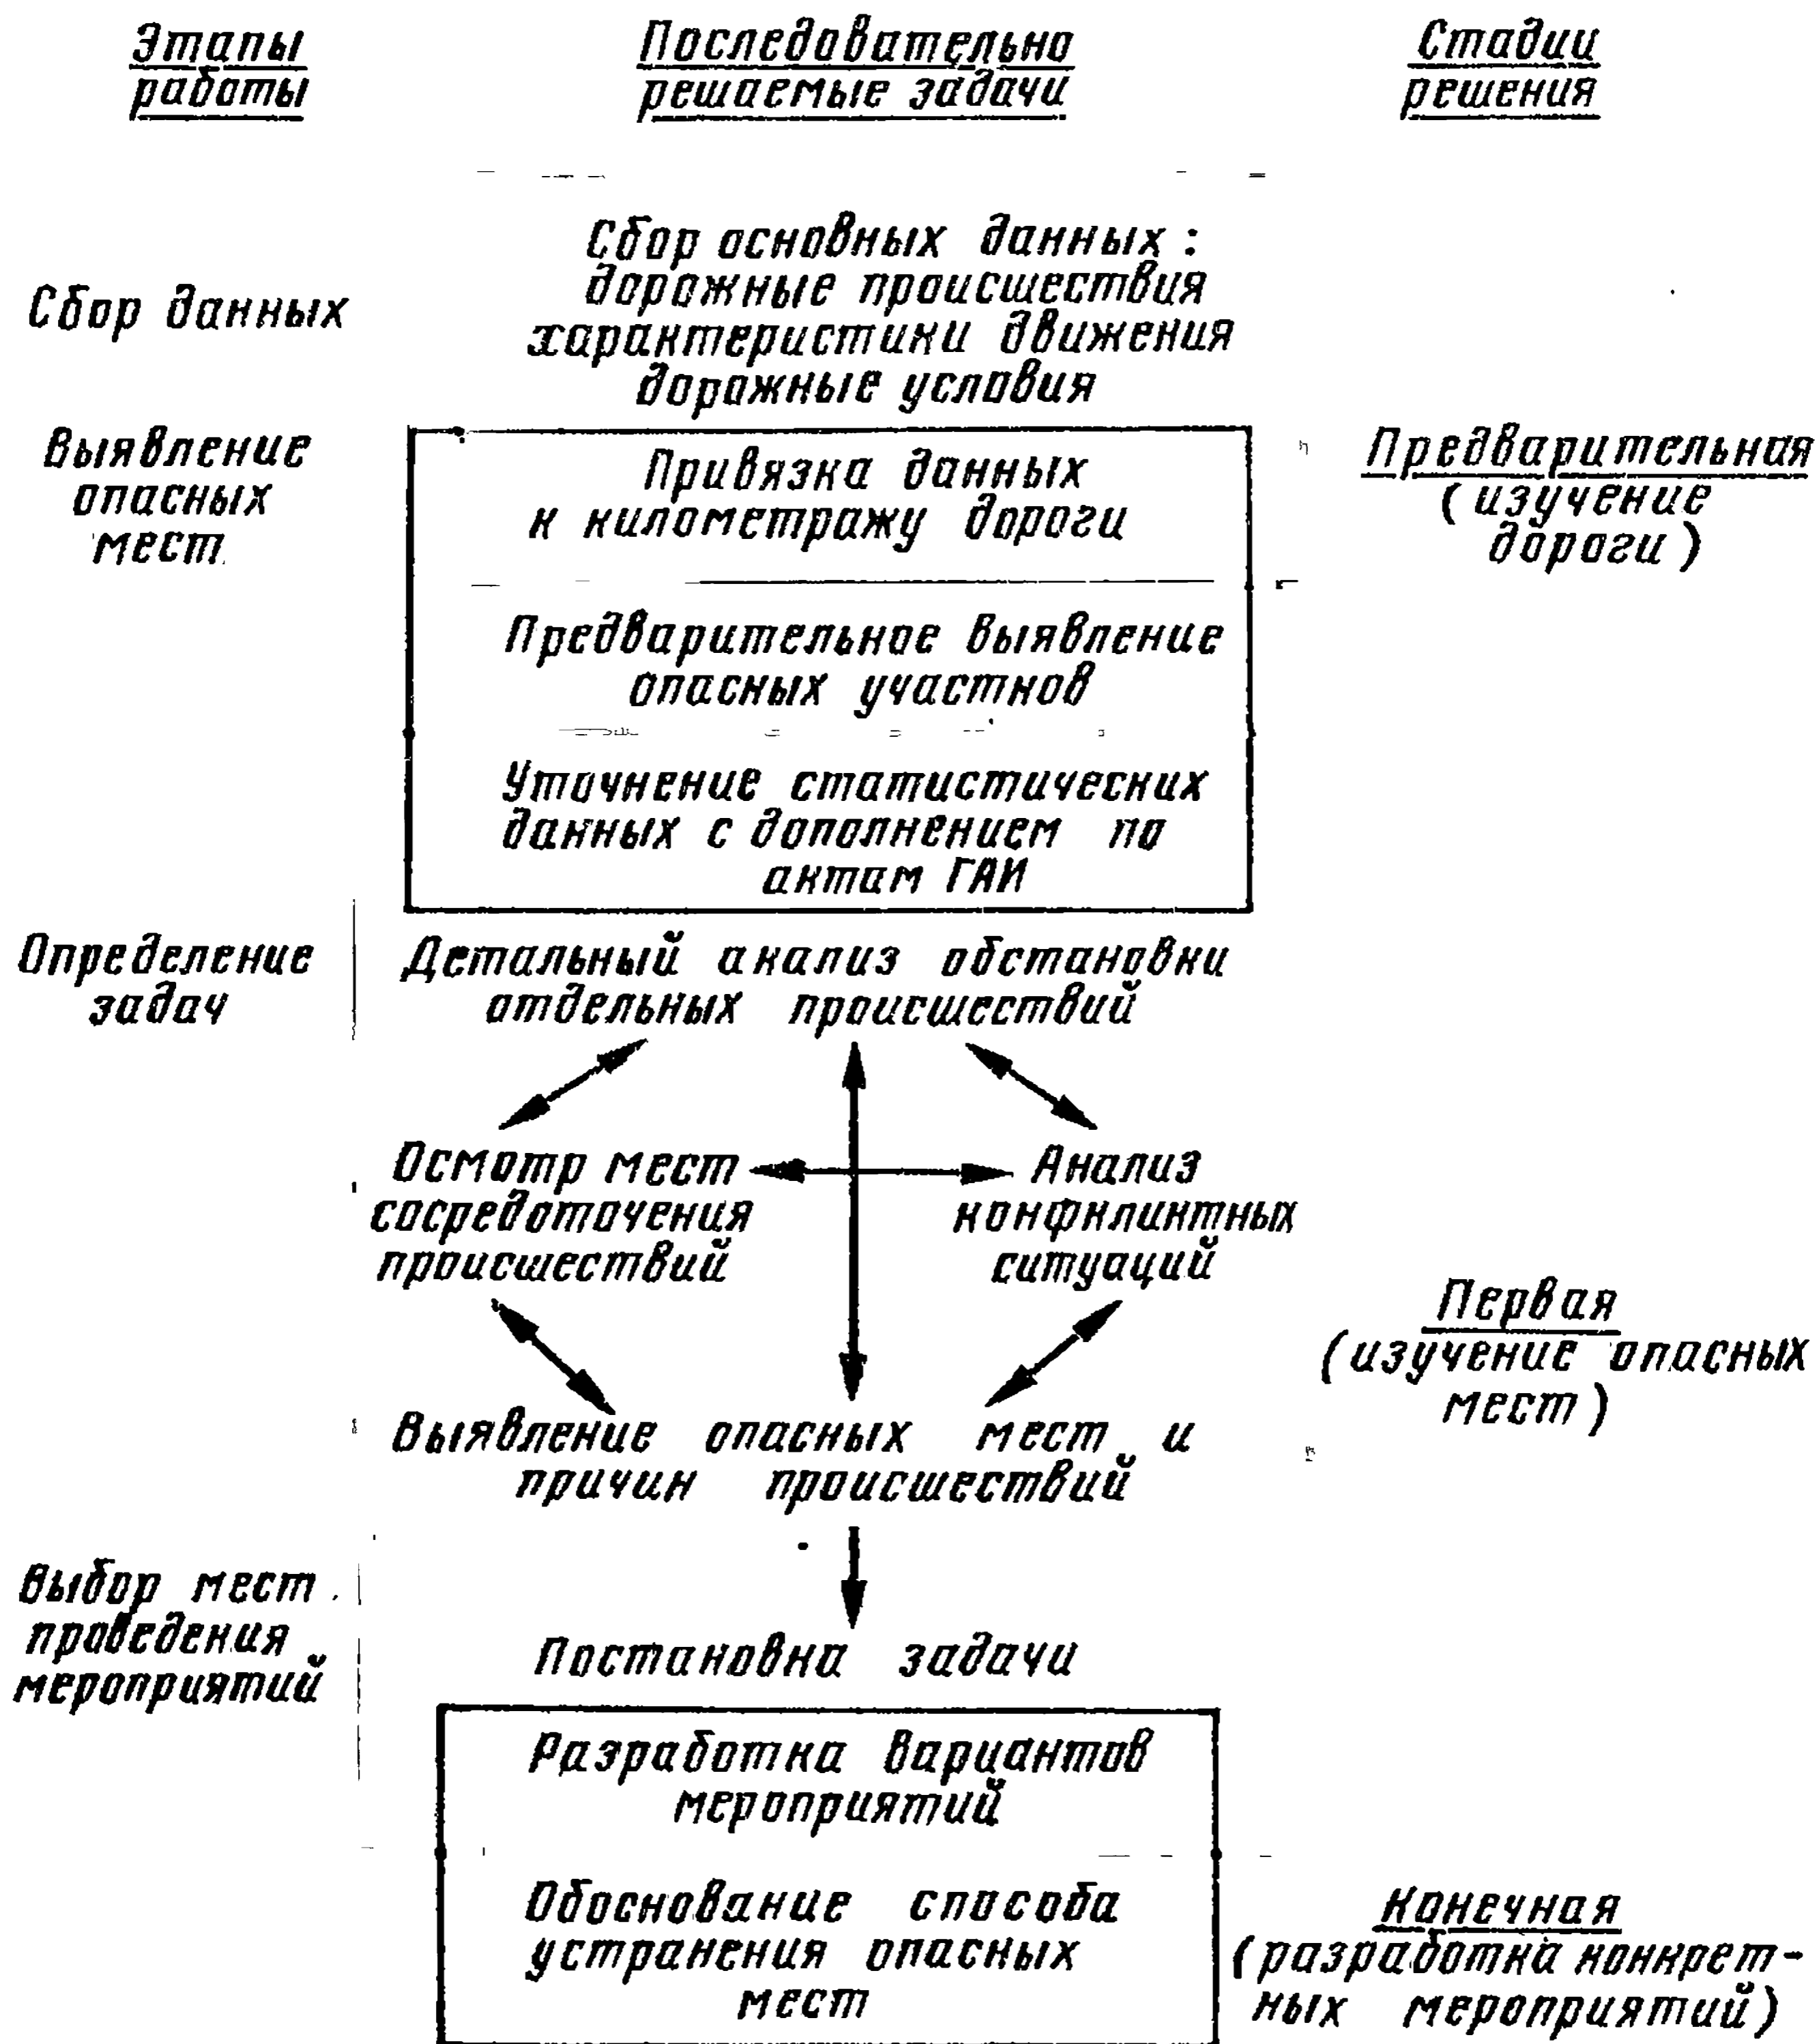 Этапы
работы
Последовательно
решаемые задачи
Стадии
решения
Сбор данных
Сбор основных данных:
дорожные происшествия
характеристики движения
дорожные условия
Выявление
опасных
мест
Привязка данных
к километражу дороги
Предварительная
(изучение
дороги)
Предварительное выявление
опасных участков
Уточнение статистических
данных с дополнением по
актам ГАИ
Определение
задач
Детальный анализ обстановки
отдельных происшествий
Осмотр мест
сосредоточения
происшествий
Анализ
конфликтных
ситуаций
Первая
(изучение опасных
мест)
Выявление опасных мест и
причин происшествий
Выбор мест
проведения
мероприятий
Постановка задачи
Разработка вариантов
мероприятий
Обоснование способа
устранения опасных
мест
Конечная
(разработка конкрет-
ных мероприятий)